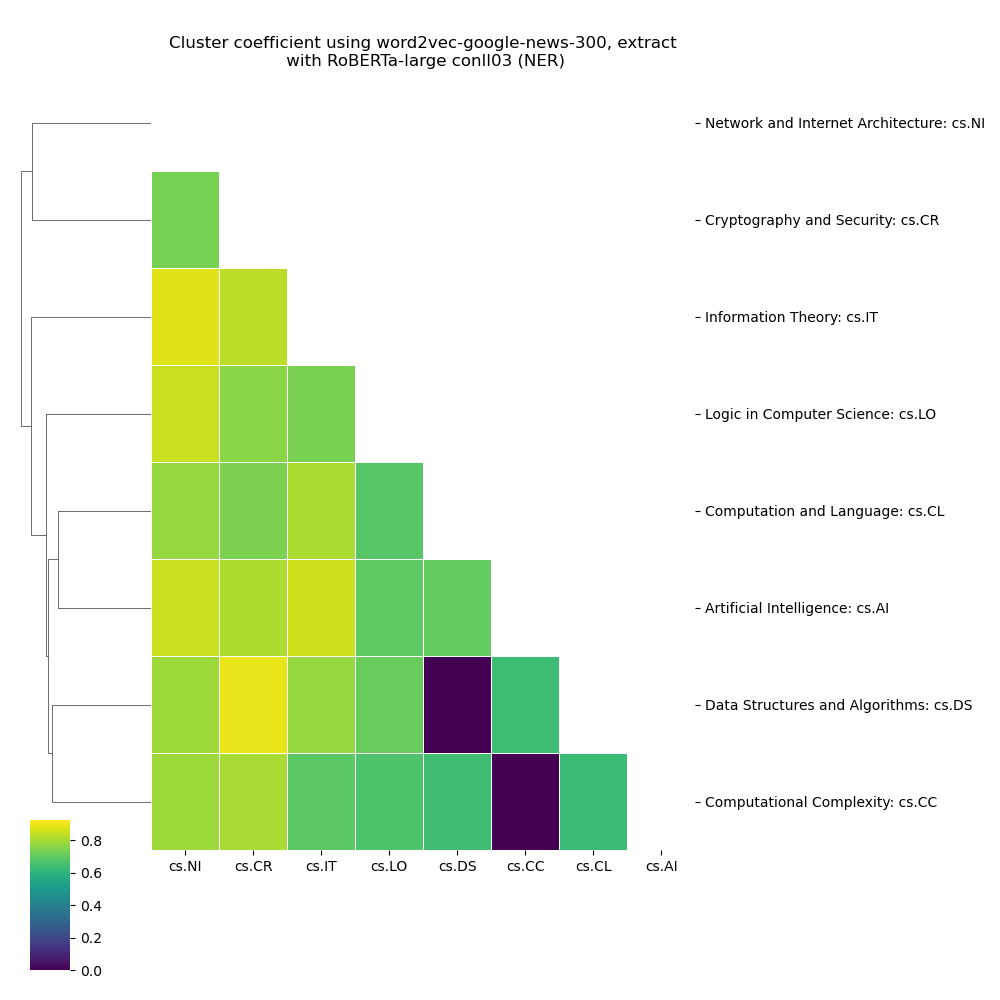 Cluster coefficient using word2vec-google-news-300, extract
with RoBERTa-large conll03 (NER)
Network and Internet Architecture: cs.NI
Cryptography and Security: cs.CR
Information Theory: cs.IT
Logic in Computer Science: cs.LO
Computation and Language: cs.CL
Artificial Intelligence: cs.AI
Data Structures and Algorithms: cs.DS
Computational Complexity: cs.CC
cs.NI cs.CR cs.IT cs.LO cs.DS cs.CC cs.CL cs.AI
0.8
0.6
0.4
0.2
0.0